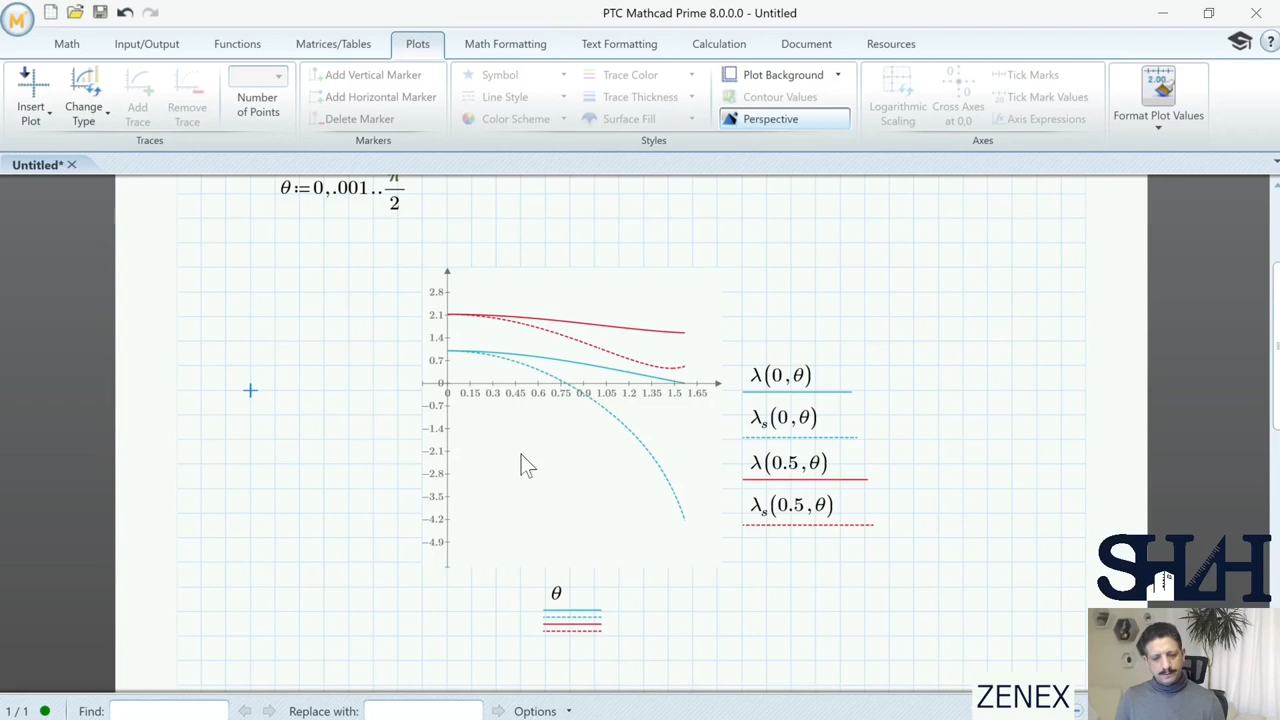 PTC Mathcad Prime 8.0.0.0 - Untitled
Math Input/Output Functions Matrices/Tables Plots Math Formatting Text Formatting Calculation Document Resources
Insert Plot
Change Type
Add Trace
Remove Trace
Number of Points
Traces
Add Vertical Marker
Add Horizontal Marker
Delete Marker
Markers
Symbol
Line Style
Color Scheme
Trace Color
Trace Thickness
Surface Fill
Plot Background
Contour Values
Perspective
Styles
Logarithmic Scaling
Cross Axes at 0,0
Tick Marks
Tick Mark Values
Axis Expressions
Axes
2.00
Format Plot Values
Untitled*
θ:=0,.001..π/2
2.8
2.1
1.4
0.7
0
-0.7
-1.4
-2.1
-2.8
-3.5
-4.2
-4.9
0 0.15 0.3 0.45 0.6 0.75 0.9 1.05 1.2 1.35 1.5 1.65
λ(0,θ)
λs(0,θ)
λ(0.5,θ)
λs(0.5,θ)
θ
SHAH
ZENEX
1 / 1 Find: Replace with: Options